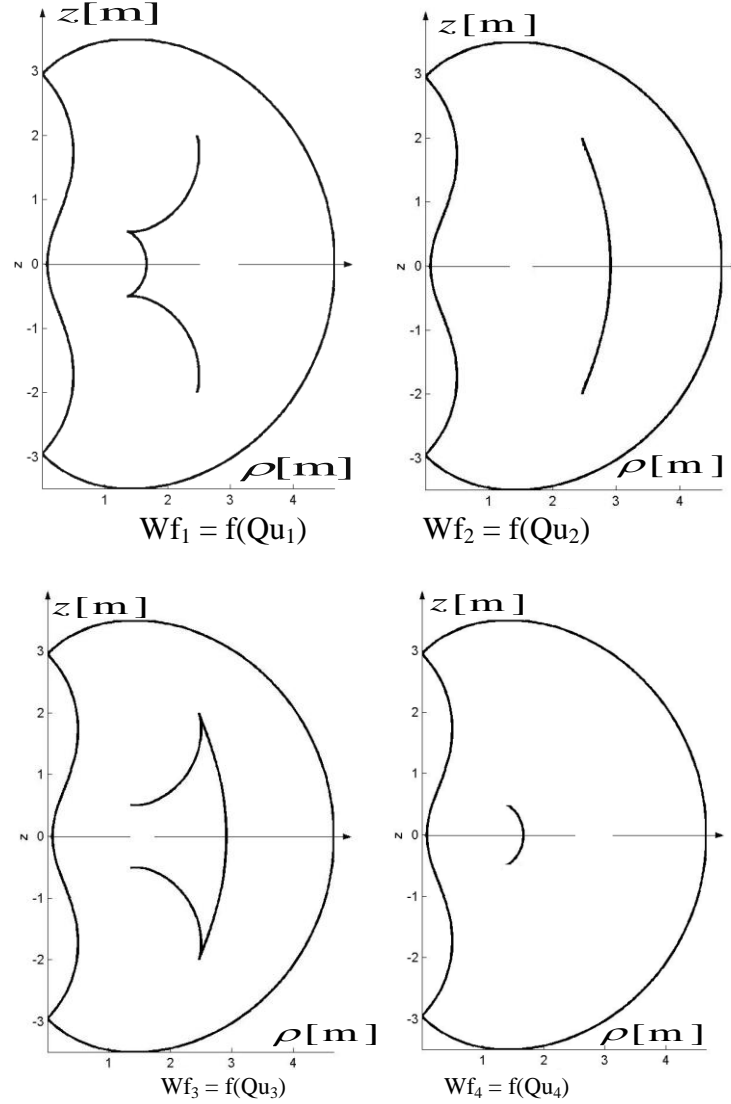 z[m]
3
2
1
z 0
-1
-2
-3
ρ[m]
1 2 3 4
Wf₁ = f(Qu₁)
z[m]
3
2
1
z 0
-1
-2
-3
ρ[m]
1 2 3 4
Wf₂ = f(Qu₂)
z[m]
3
2
1
z 0
-1
-2
-3
ρ[m]
1 2 3 4
Wf₃ = f(Qu₃)
z[m]
3
2
1
z 0
-1
-2
-3
ρ[m]
1 2 3 4
Wf₄ = f(Qu₄)